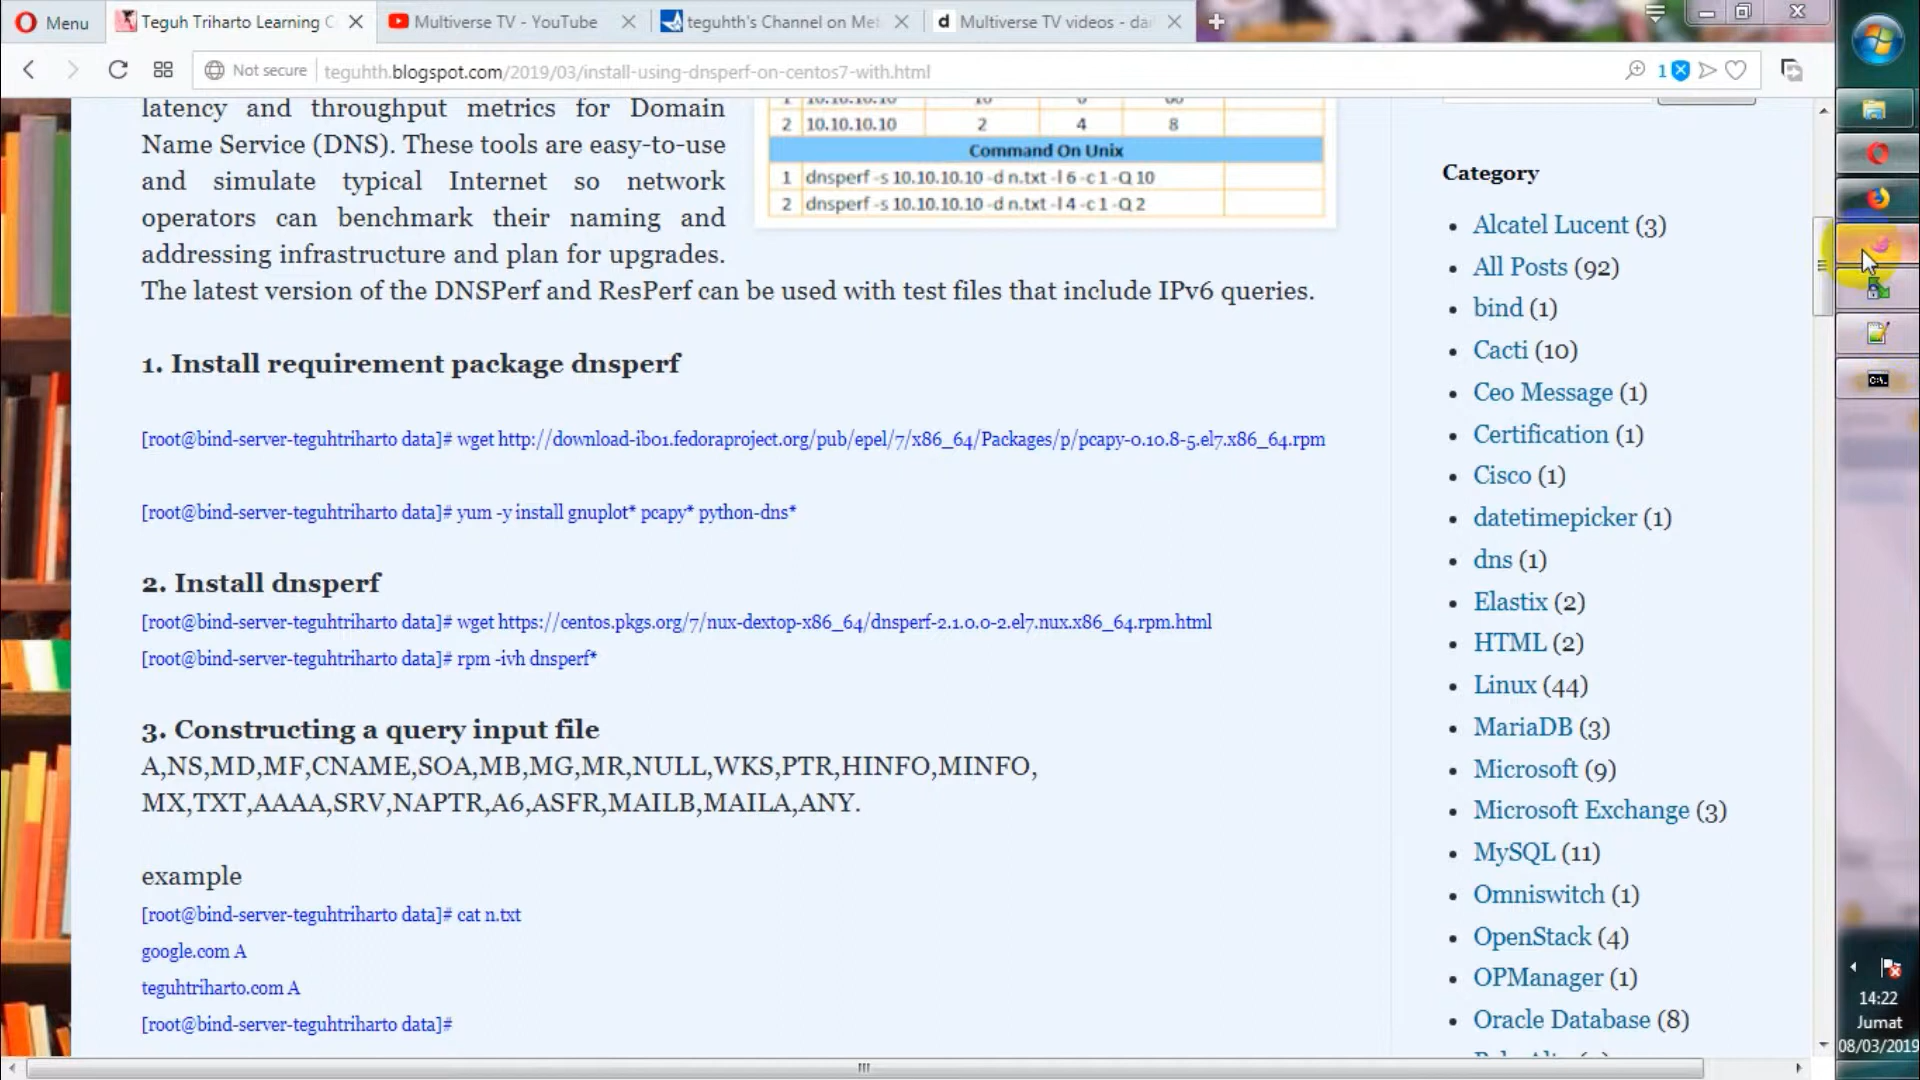 Menu
Teguh Triharto Learning C
Multiverse TV - YouTube
teguhth's Channel on Met
Multiverse TV videos - dai
Not secure
teguhth.blogspot.com/2019/03/install-using-dnsperf-on-centos7-with.html
1
latency and throughput metrics for Domain
Name Service (DNS). These tools are easy-to-use
and simulate typical Internet so network
operators can benchmark their naming and
addressing infrastructure and plan for upgrades.
The latest version of the DNSPerf and ResPerf can be used with test files that include IPv6 queries.
1 10.10.10.10 10 6 60
2 10.10.10.10 2 4 8
Command On Unix
1 dnsperf -s 10.10.10.10 -d n.txt -l 6 -c 1 -Q 10
2 dnsperf -s 10.10.10.10 -d n.txt -l 4 -c 1 -Q 2
1. Install requirement package dnsperf
[root@bind-server-teguhtriharto data]# wget http://download-ib01.fedoraproject.org/pub/epel/7/x86_64/Packages/p/pcapy-0.10.8-5.el7.x86_64.rpm
[root@bind-server-teguhtriharto data]# yum -y install gnuplot* pcapy* python-dns*
2. Install dnsperf
[root@bind-server-teguhtriharto data]# wget https://centos.pkgs.org/7/nux-dextop-x86_64/dnsperf-2.1.0.0-2.el7.nux.x86_64.rpm.html
[root@bind-server-teguhtriharto data]# rpm -ivh dnsperf*
3. Constructing a query input file
A,NS,MD,MF,CNAME,SOA,MB,MG,MR,NULL,WKS,PTR,HINFO,MINFO,
MX,TXT,AAAA,SRV,NAPTR,A6,ASFR,MAILB,MAILA,ANY.
example
[root@bind-server-teguhtriharto data]# cat n.txt
google.com A
teguhtriharto.com A
[root@bind-server-teguhtriharto data]#
Category
Alcatel Lucent (3)
All Posts (92)
bind (1)
Cacti (10)
Ceo Message (1)
Certification (1)
Cisco (1)
datetimepicker (1)
dns (1)
Elastix (2)
HTML (2)
Linux (44)
MariaDB (3)
Microsoft (9)
Microsoft Exchange (3)
MySQL (11)
Omniswitch (1)
OpenStack (4)
OPManager (1)
Oracle Database (8)
14:22
Jumat
08/03/2019